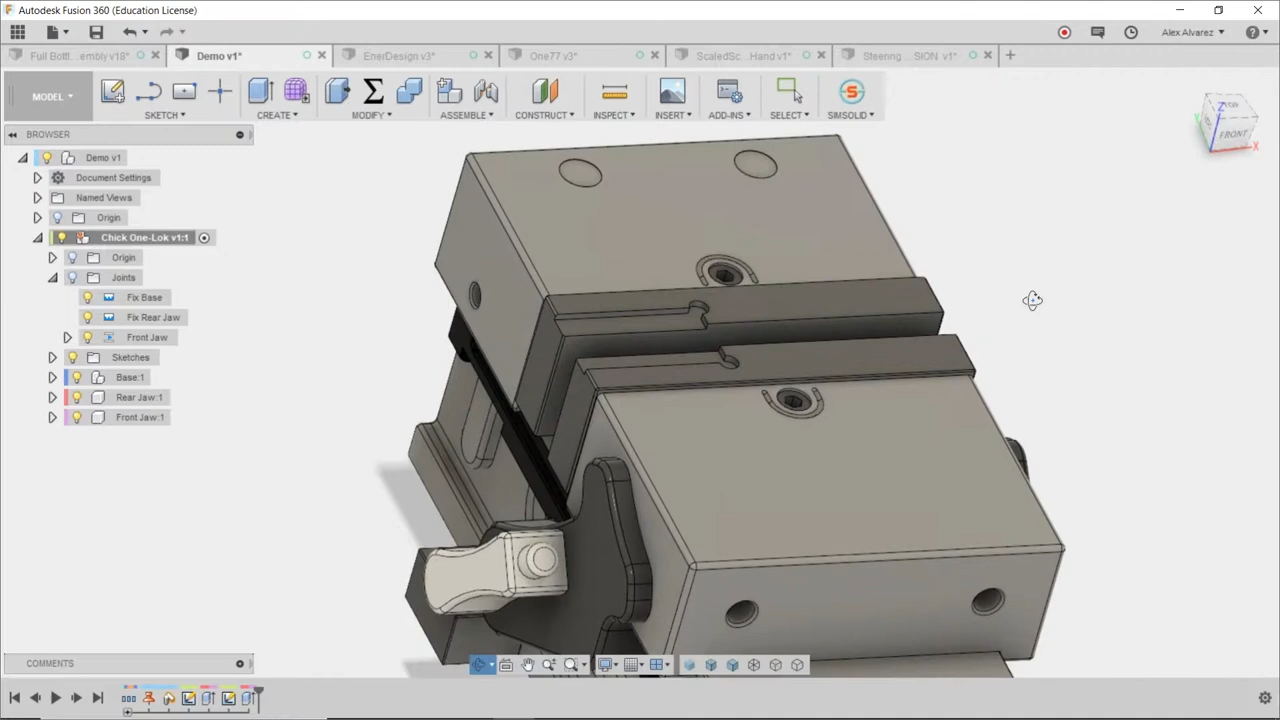 Autodesk Fusion 360 (Education License)
Alex Alvarez
Full Bottl...embly v18*
Demo v1*
EnerDesign v3*
One77 v3*
ScaledSc...Hand v1*
Steering ...SION v1*
MODEL
SKETCH
CREATE
MODIFY
ASSEMBLE
CONSTRUCT
INSPECT
INSERT
ADD-INS
SELECT
SIMSOLID
BROWSER
Demo v1
Document Settings
Named Views
Origin
Chick One-Lok v1:1
Origin
Joints
Fix Base
Fix Rear Jaw
Front Jaw
Sketches
Base:1
Rear Jaw:1
Front Jaw:1
TOP
Z
Y
FRONT
X
COMMENTS